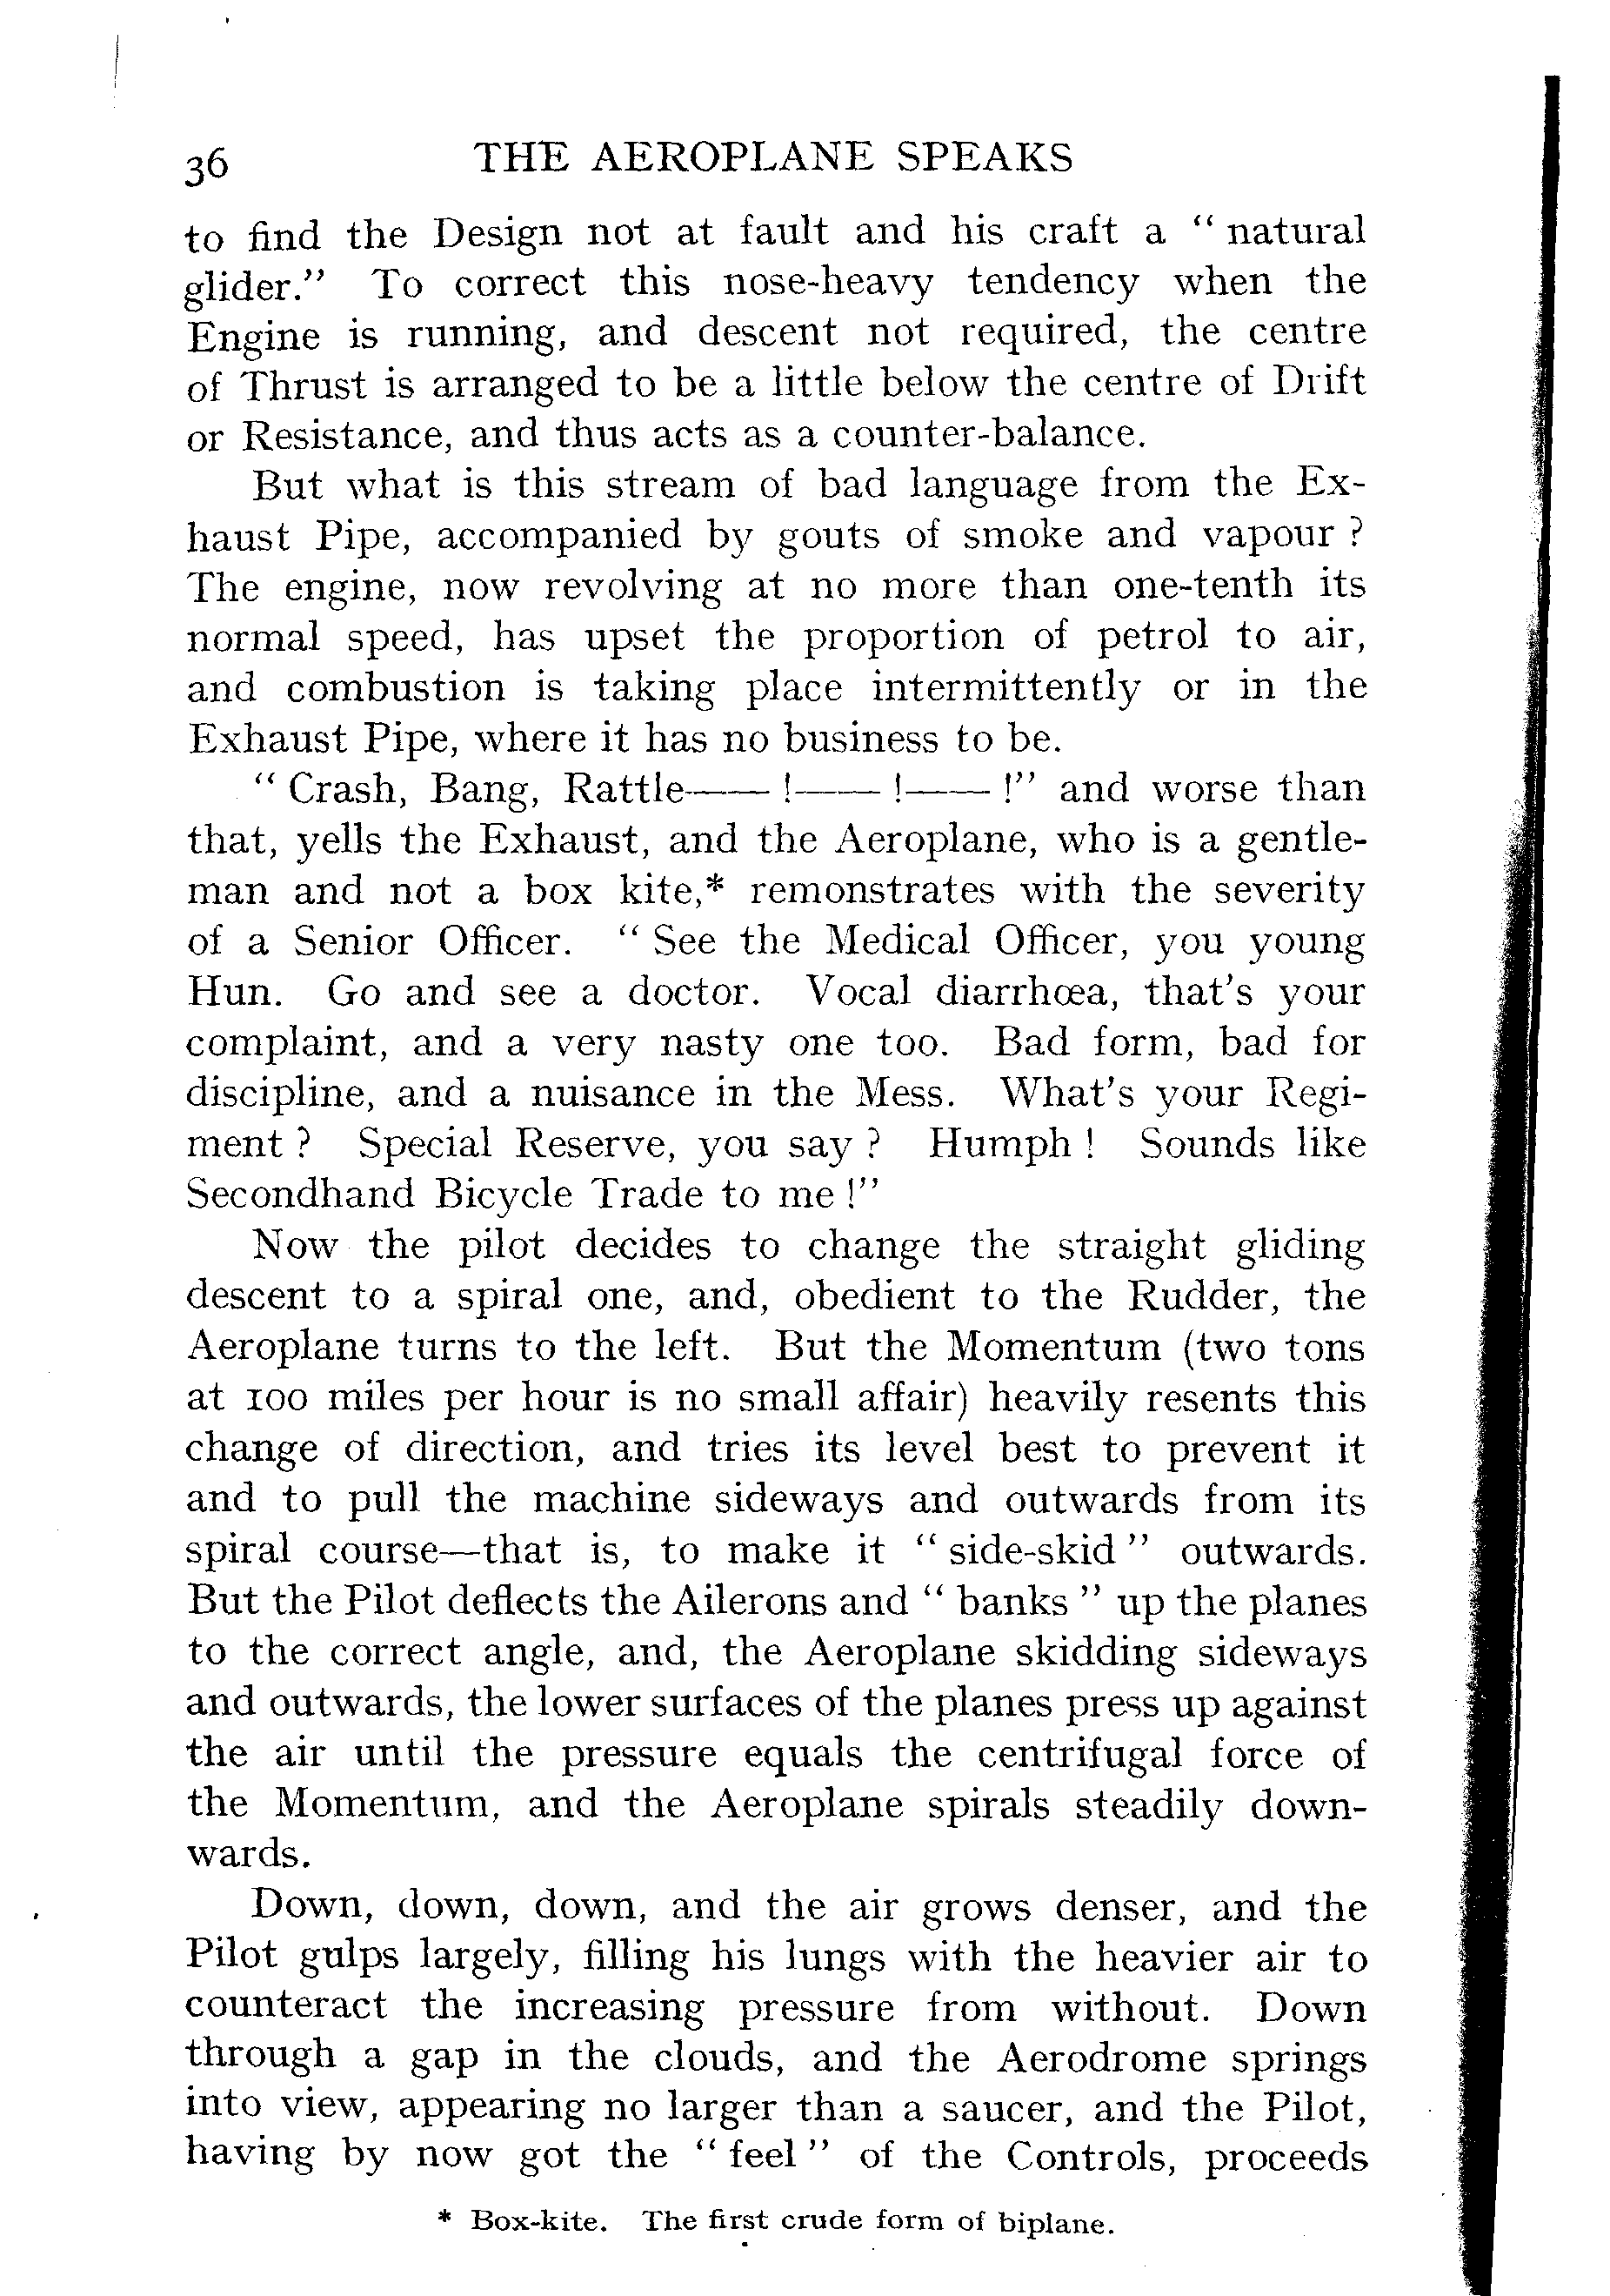 36 THE AEROPLANE SPEAKS
to find the Design not at fault and his craft a “ natural
glider.” To correct this nose-heavy tendency when the
Engine is running, and descent not required, the centre
of Thrust is arranged to be a little below the centre of Drift
or Resistance, and thus acts as a counter-balance.
But what is this stream of bad language from the Ex-
haust Pipe, accompanied by gouts of smoke and vapour ?
The engine, now revolving at no more than one-tenth its
normal speed, has upset the proportion of petrol to air,
and combustion is taking place intermittently or in the
Exhaust Pipe, where it has no business to be.
“ Crash, Bang, Rattle—— !—— !—— !” and worse than
that, yells the Exhaust, and the Aeroplane, who is a gentle-
man and not a box kite,* remonstrates with the severity
of a Senior Officer. “ See the Medical Officer, you young
Hun. Go and see a doctor. Vocal diarrhœa, that’s your
complaint, and a very nasty one too. Bad form, bad for
discipline, and a nuisance in the Mess. What’s your Regi-
ment ? Special Reserve, you say ? Humph ! Sounds like
Secondhand Bicycle Trade to me !”
Now the pilot decides to change the straight gliding
descent to a spiral one, and, obedient to the Rudder, the
Aeroplane turns to the left. But the Momentum (two tons
at 100 miles per hour is no small affair) heavily resents this
change of direction, and tries its level best to prevent it
and to pull the machine sideways and outwards from its
spiral course—that is, to make it “ side-skid ” outwards.
But the Pilot deflects the Ailerons and “ banks ” up the planes
to the correct angle, and, the Aeroplane skidding sideways
and outwards, the lower surfaces of the planes press up against
the air until the pressure equals the centrifugal force of
the Momentum, and the Aeroplane spirals steadily down-
wards.
Down, down, down, and the air grows denser, and the
Pilot gulps largely, filling his lungs with the heavier air to
counteract the increasing pressure from without. Down
through a gap in the clouds, and the Aerodrome springs
into view, appearing no larger than a saucer, and the Pilot,
having by now got the “ feel ” of the Controls, proceeds
* Box-kite. The first crude form of biplane.